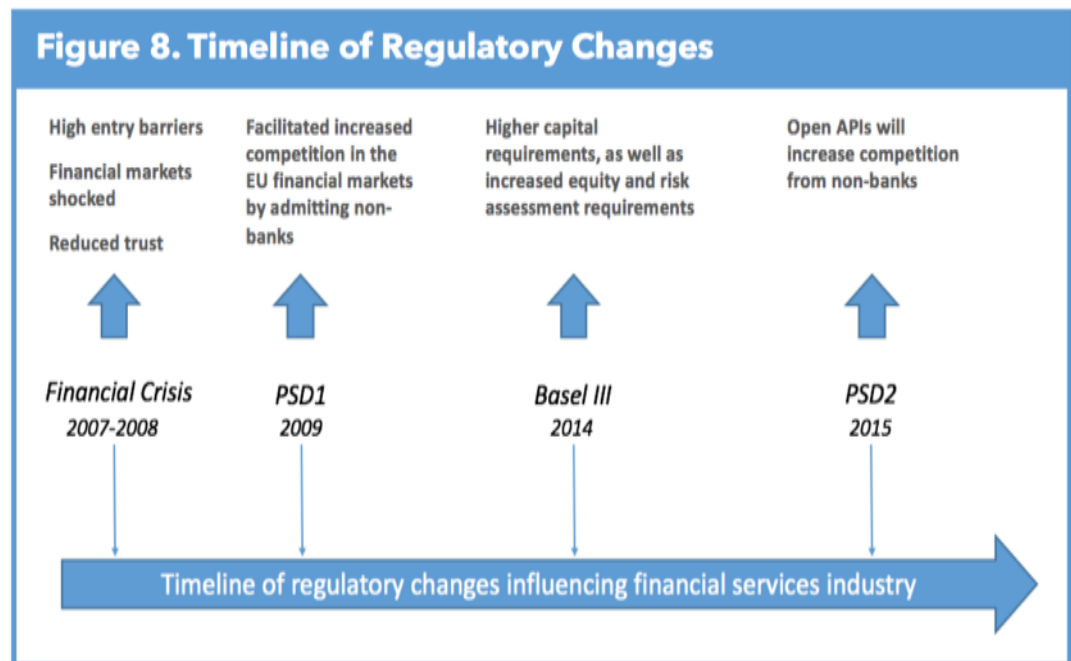 Figure 8. Timeline of Regulatory Changes
High entry barriers
Financial markets
shocked
Reduced trust
Facilitated increased
competition in the
EU financial markets
by admitting non-
banks
Higher capital
requirements, as well as
increased equity and risk
assessment requirements
Open APIs will
increase competition
from non-banks
Financial Crisis
2007-2008
PSD1
2009
Basel III
2014
PSD2
2015
Timeline of regulatory changes influencing financial services industry